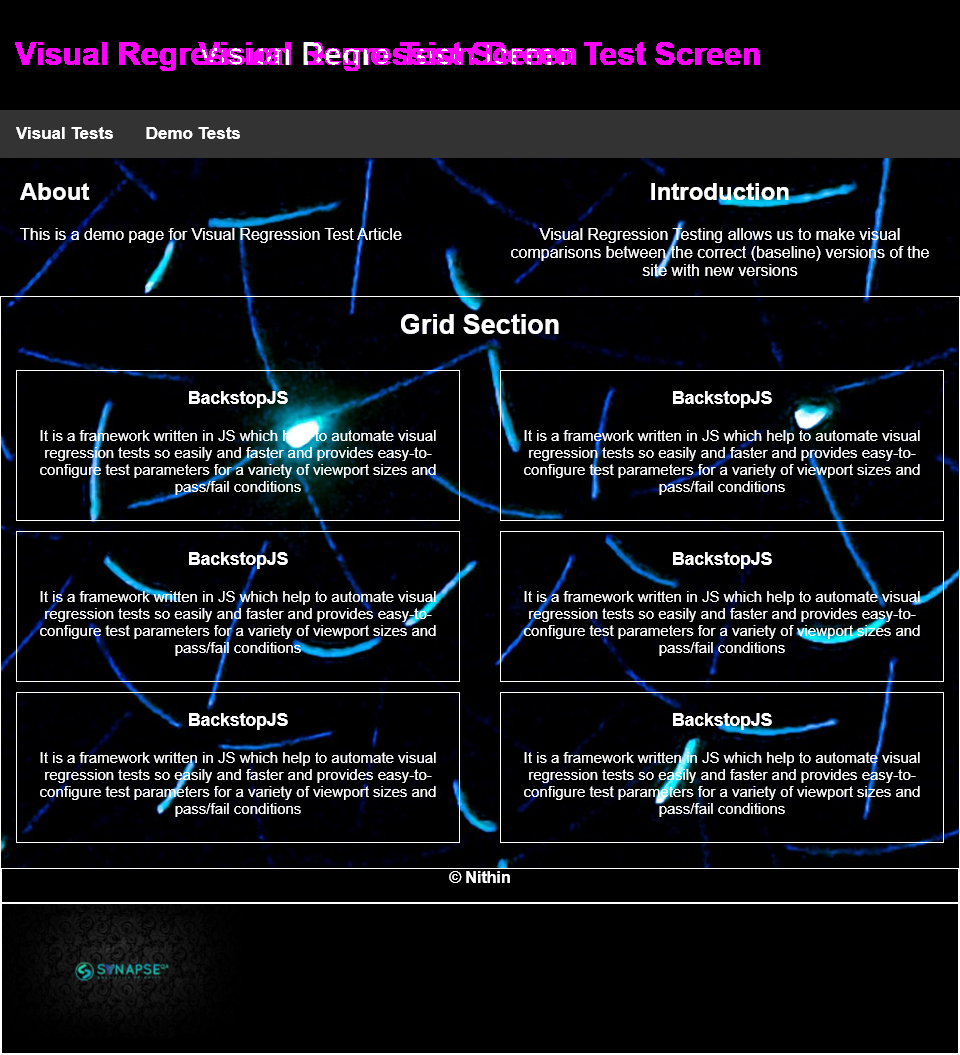 Visual Regression Demo Test Screen
Visual Tests Demo Tests
About
This is a demo page for Visual Regression Test Article
Introduction
Visual Regression Testing allows us to make visual
comparisons between the correct (baseline) versions of the
site with new versions
Grid Section
BackstopJS
It is a framework written in JS which help to automate visual
regression tests so easily and faster and provides easy-to-
configure test parameters for a variety of viewport sizes and
pass/fail conditions
BackstopJS
It is a framework written in JS which help to automate visual
regression tests so easily and faster and provides easy-to-
configure test parameters for a variety of viewport sizes and
pass/fail conditions
BackstopJS
It is a framework written in JS which help to automate visual
regression tests so easily and faster and provides easy-to-
configure test parameters for a variety of viewport sizes and
pass/fail conditions
BackstopJS
It is a framework written in JS which help to automate visual
regression tests so easily and faster and provides easy-to-
configure test parameters for a variety of viewport sizes and
pass/fail conditions
BackstopJS
It is a framework written in JS which help to automate visual
regression tests so easily and faster and provides easy-to-
configure test parameters for a variety of viewport sizes and
pass/fail conditions
BackstopJS
It is a framework written in JS which help to automate visual
regression tests so easily and faster and provides easy-to-
configure test parameters for a variety of viewport sizes and
pass/fail conditions
© Nithin
SYNAPSE QA